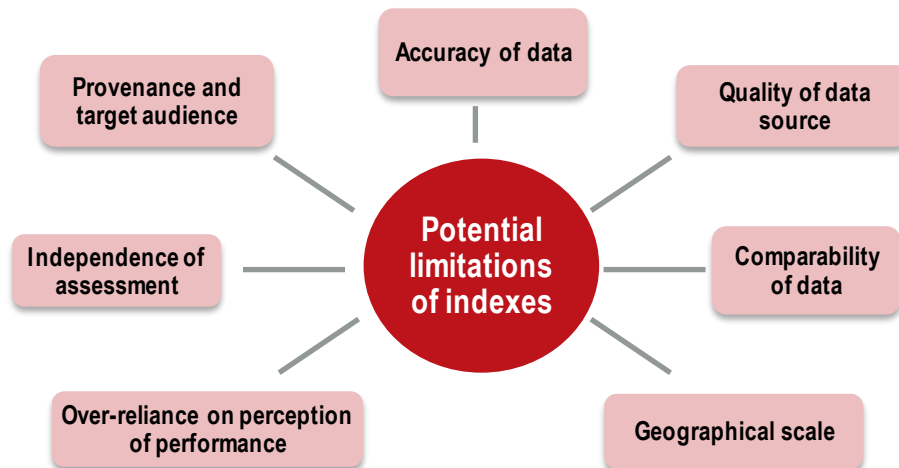 Accuracy of data
Provenance and
target audience
Quality of data
source
Potential
limitations
of indexes
Independence of
assessment
Comparability
of data
Over-reliance on perception
of performance
Geographical scale